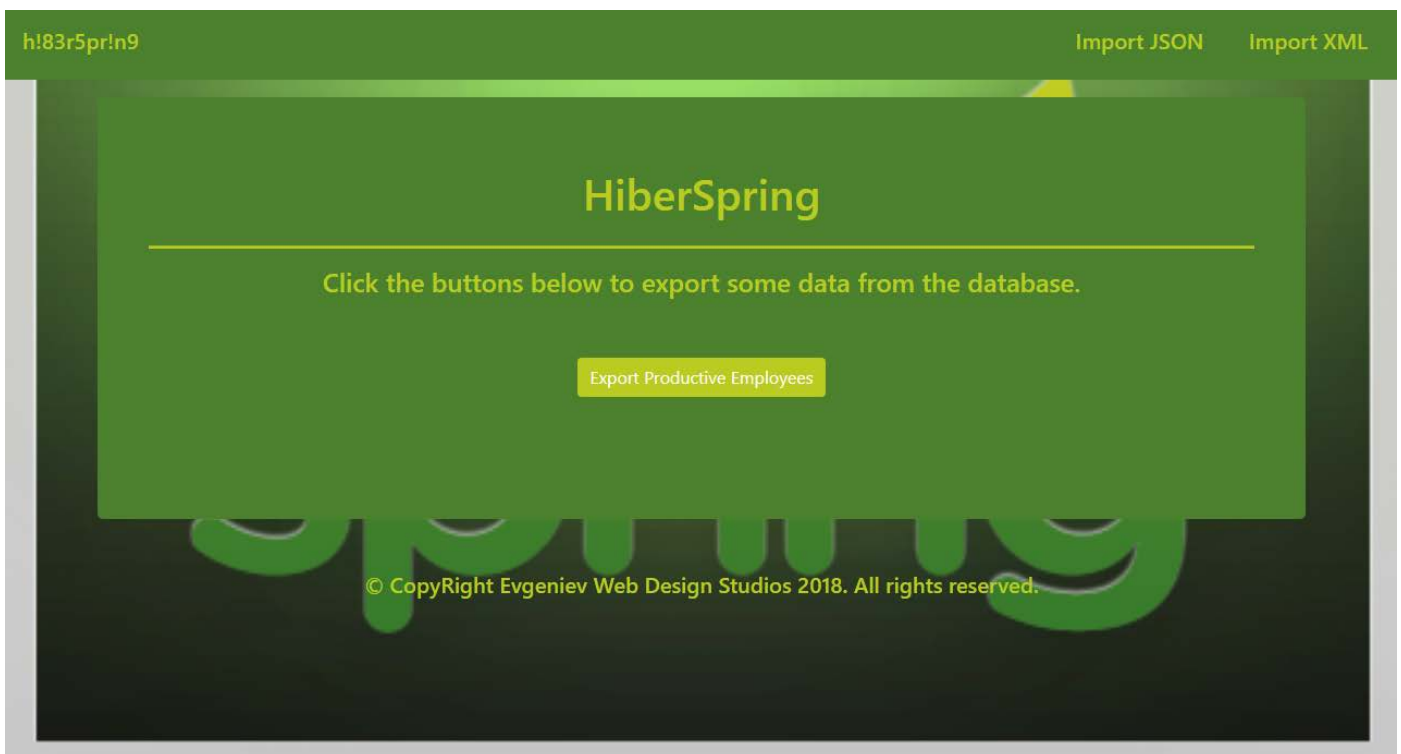 h!83r5pr!n9
Import JSON
Import XML
HiberSpring
Click the buttons below to export some data from the database.
Export Productive Employees
spring
© CopyRight Evgeniev Web Design Studios 2018. All rights reserved.